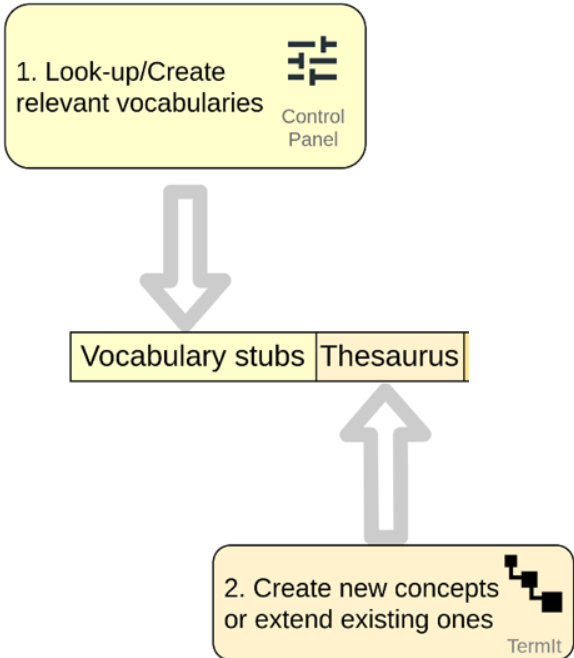 1. Look-up/Create
relevant vocabularies
Control
Panel
Vocabulary stubs
Thesaurus
2. Create new concepts
or extend existing ones
TermIt